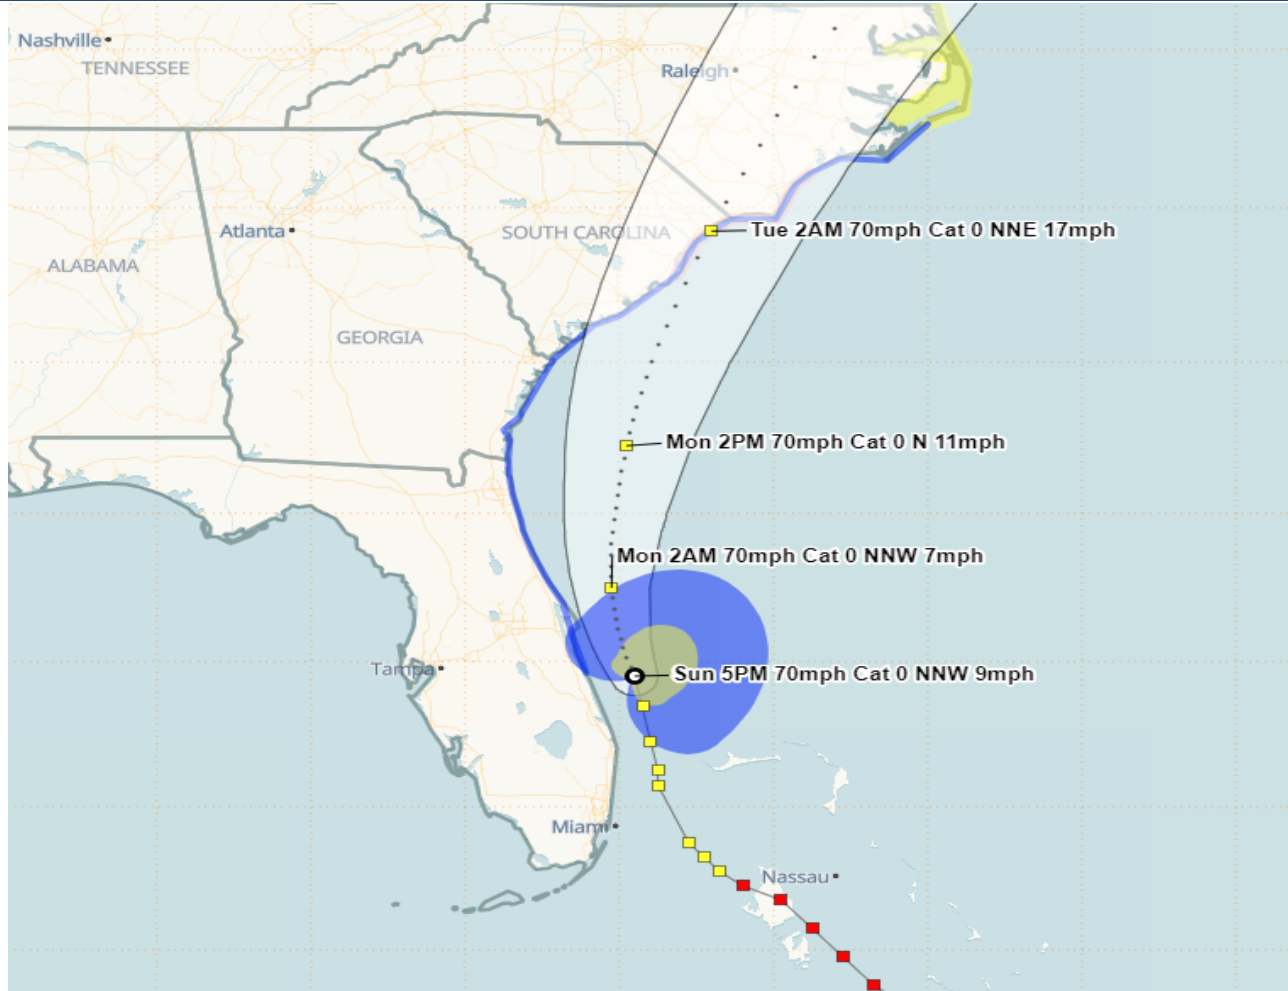 Nashville
TENNESSEE
Raleigh
Atlanta
SOUTH CAROLINA
Tue 2AM 70mph Cat 0 NNE 17mph
ALABAMA
GEORGIA
Mon 2PM 70mph Cat 0 N 11mph
Mon 2AM 70mph Cat 0 NNW 7mph
Tampa
Sun 5PM 70mph Cat 0 NNW 9mph
Miami
Nassau